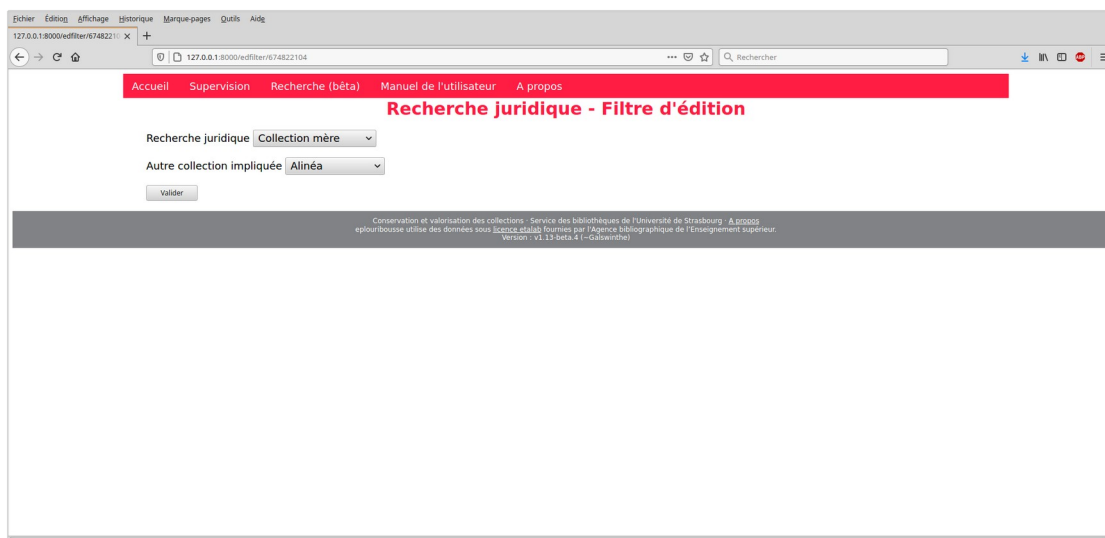 Fichier Édition Affichage Historique Marque-pages Outils Aide
127.0.0.1:8000/edfilter/67482210 × +
127.0.0.1:8000/edfilter/674822104 ••• Rechercher ABP
Accueil Supervision Recherche (bêta) Manuel de l'utilisateur A propos
Recherche juridique - Filtre d'édition
Recherche juridique Collection mère
Autre collection impliquée Alinéa
Valider
Conservation et valorisation des collections - Service des bibliothèques de l'Université de Strasbourg - A propos
eplouribousse utilise des données sous licence etalab fournies par l'Agence bibliographique de l'Enseignement supérieur.
Version : v1.13-beta.4 (~Galswinthe)